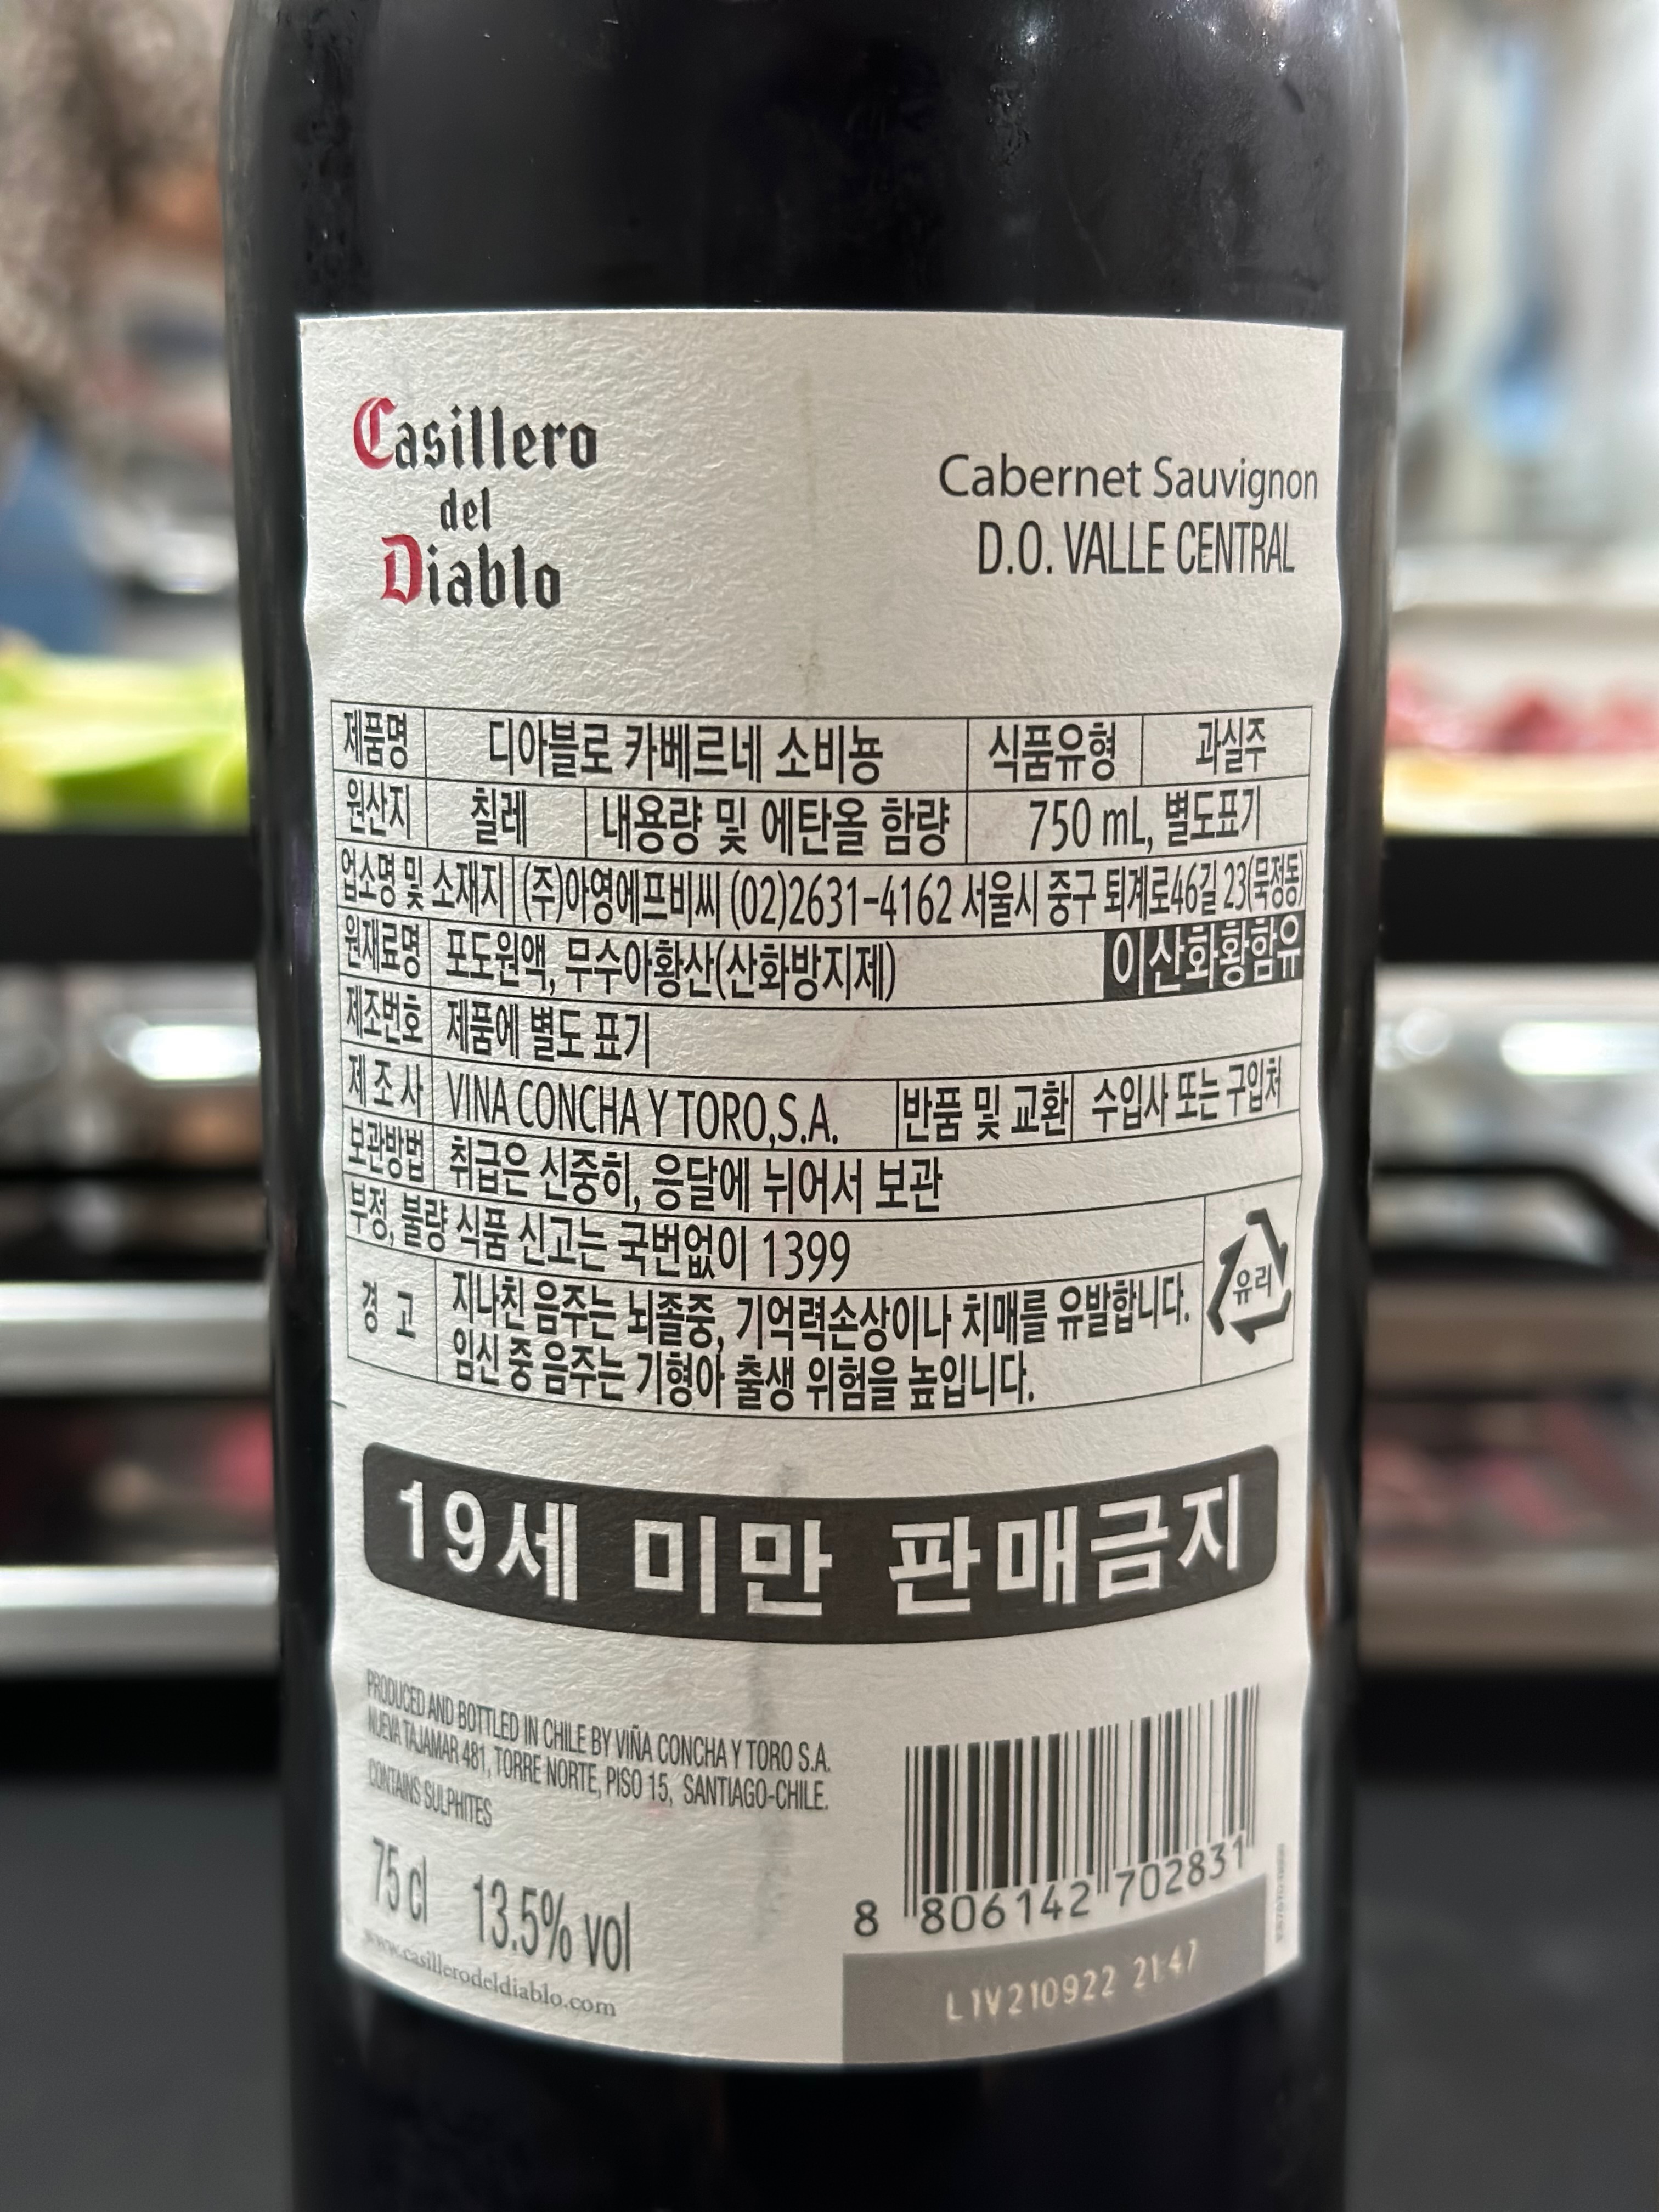 Casillero
del
Diablo
Cabernet Sauvignon
D.O. VALLE CENTRAL
제품명 디아블로 카베르네 소비뇽 식품유형 과실주
원산지 칠레 내용량 및 에탄올 함량 750 mL, 별도표기
업소명 및 소재지 (주)아영에프비씨 (02)2631-4162 서울시 중구 퇴계로46길 23(묵정동)
원재료명 포도원액, 무수아황산(산화방지제) 이산화황함유
제조번호 제품에 별도 표기
제 조 사 VINA CONCHA Y TORO,S.A. 반품 및 교환 수입사 또는 구입처
보관방법 취급은 신중히, 응달에 뉘어서 보관
부정, 불량 식품 신고는 국번없이 1399
유리
경 고 지나친 음주는 뇌졸중, 기억력손상이나 치매를 유발합니다.
임신 중 음주는 기형아 출생 위험을 높입니다.
19세 미만 판매금지
PRODUCED AND BOTTLED IN CHILE BY VIÑA CONCHA Y TORO S.A.
NUEVA TAJAMAR 481, TORRE NORTE, PISO 15, SANTIAGO-CHILE.
CONTAINS SULPHITES
75 cl 13.5% vol
www.casillerodeldiablo.com
8 806142 702831
L1V210922 21:47